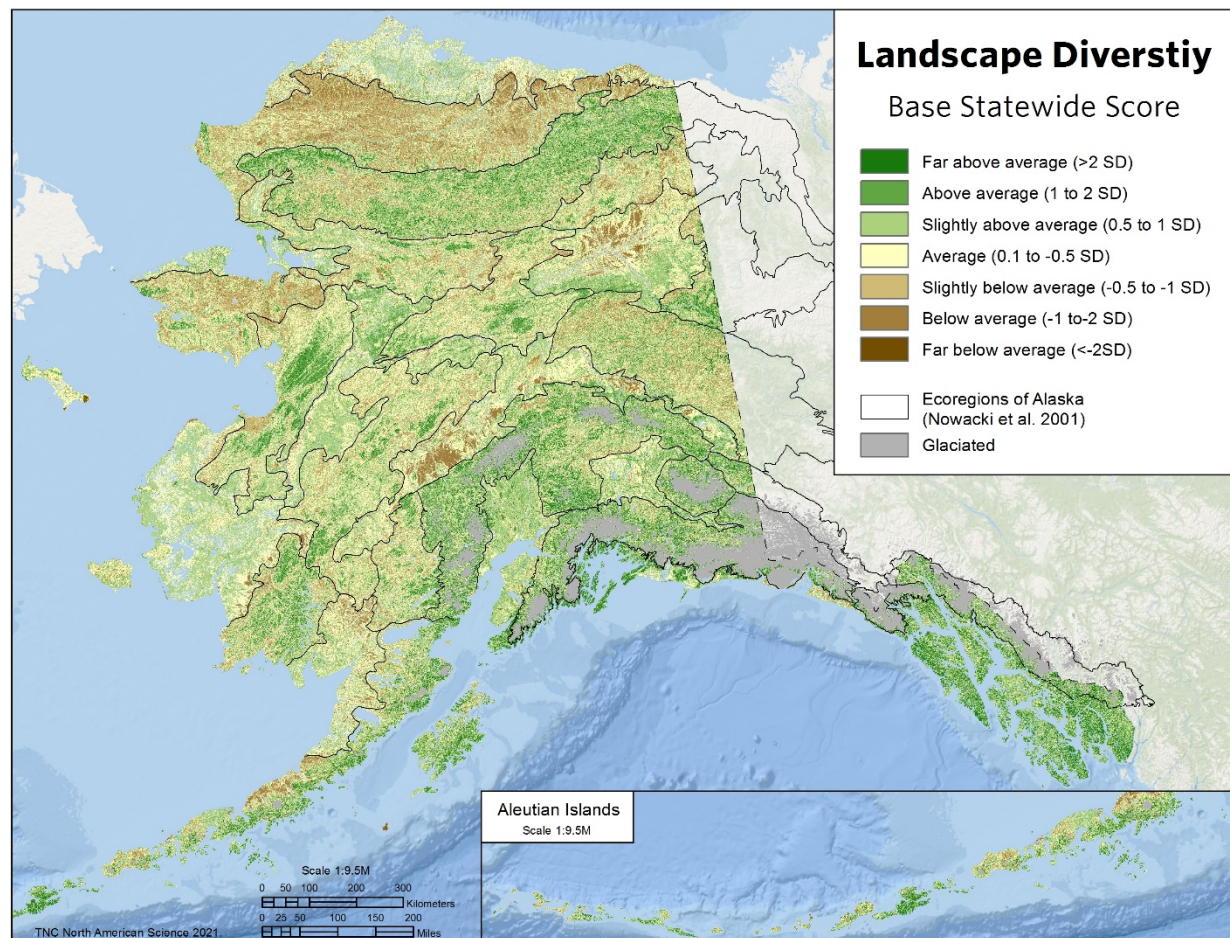 Landscape Diverstiy
Base Statewide Score
Far above average (>2 SD)
Above average (1 to 2 SD)
Slightly above average (0.5 to 1 SD)
Average (0.1 to -0.5 SD)
Slightly below average (-0.5 to -1 SD)
Below average (-1 to-2 SD)
Far below average (<-2SD)
Ecoregions of Alaska
(Nowacki et al. 2001)
Glaciated
Aleutian Islands
Scale 1:9.5M
Scale 1:9.5M
0 50 100 200 300
Kilometers
0 25 50 100 150 200
Miles
TNC North American Science 2021.